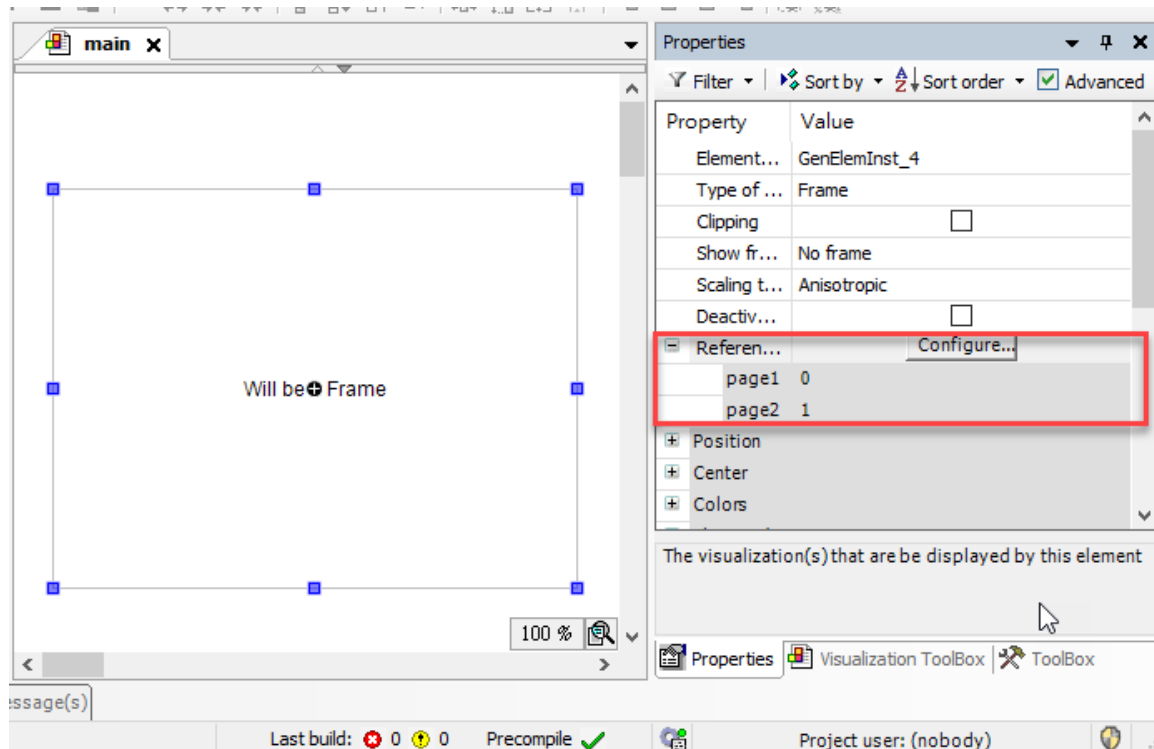 main
Will be Frame
100 %
essage(s)
Last build: 0 0 Precompile
Project user: (nobody)
Properties
Filter Sort by Sort order Advanced
Property Value
Element... GenElemInst_4
Type of ... Frame
Clipping
Show fr... No frame
Scaling t... Anisotropic
Deactiv...
Referen... Configure...
page1 0
page2 1
Position
Center
Colors
The visualization(s) that are be displayed by this element
Properties Visualization ToolBox ToolBox